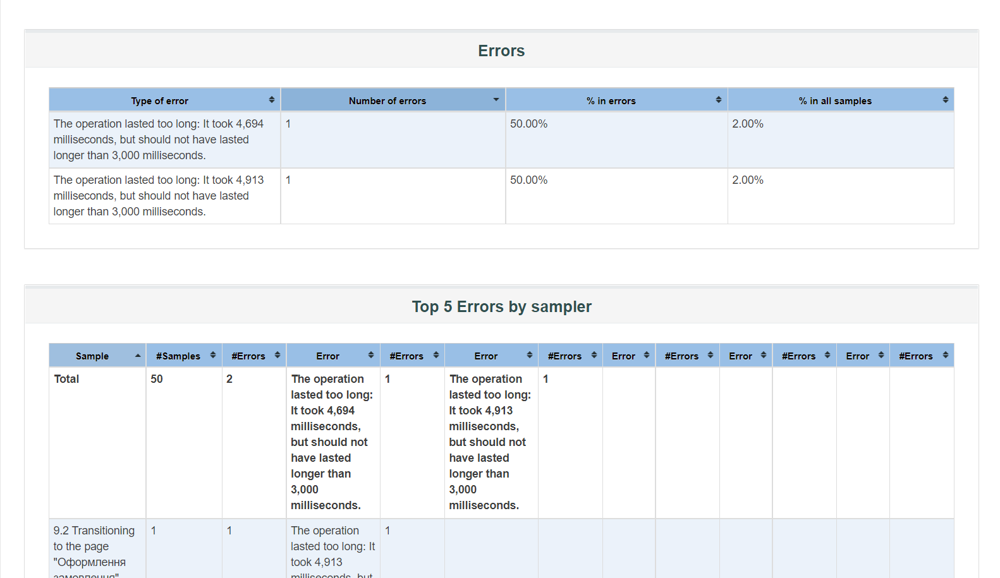 Errors
Type of error Number of errors % in errors % in all samples
The operation lasted too long: It took 4,694 1 50.00% 2.00%
milliseconds, but should not have lasted
longer than 3,000 milliseconds.
The operation lasted too long: It took 4,913 1 50.00% 2.00%
milliseconds, but should not have lasted
longer than 3,000 milliseconds.
Top 5 Errors by sampler
Sample #Samples #Errors Error #Errors Error #Errors Error #Errors Error #Errors Error #Errors
Total 50 2 The operation 1 The operation 1
lasted too long: lasted too long:
It took 4,694 It took 4,913
milliseconds, milliseconds,
but should not but should not
have lasted have lasted
longer than longer than
3,000 3,000
milliseconds. milliseconds.
9.2 Transitioning 1 1 The operation 1
to the page lasted too long: It
"Оформлення took 4,913
замовлення" milliseconds, but